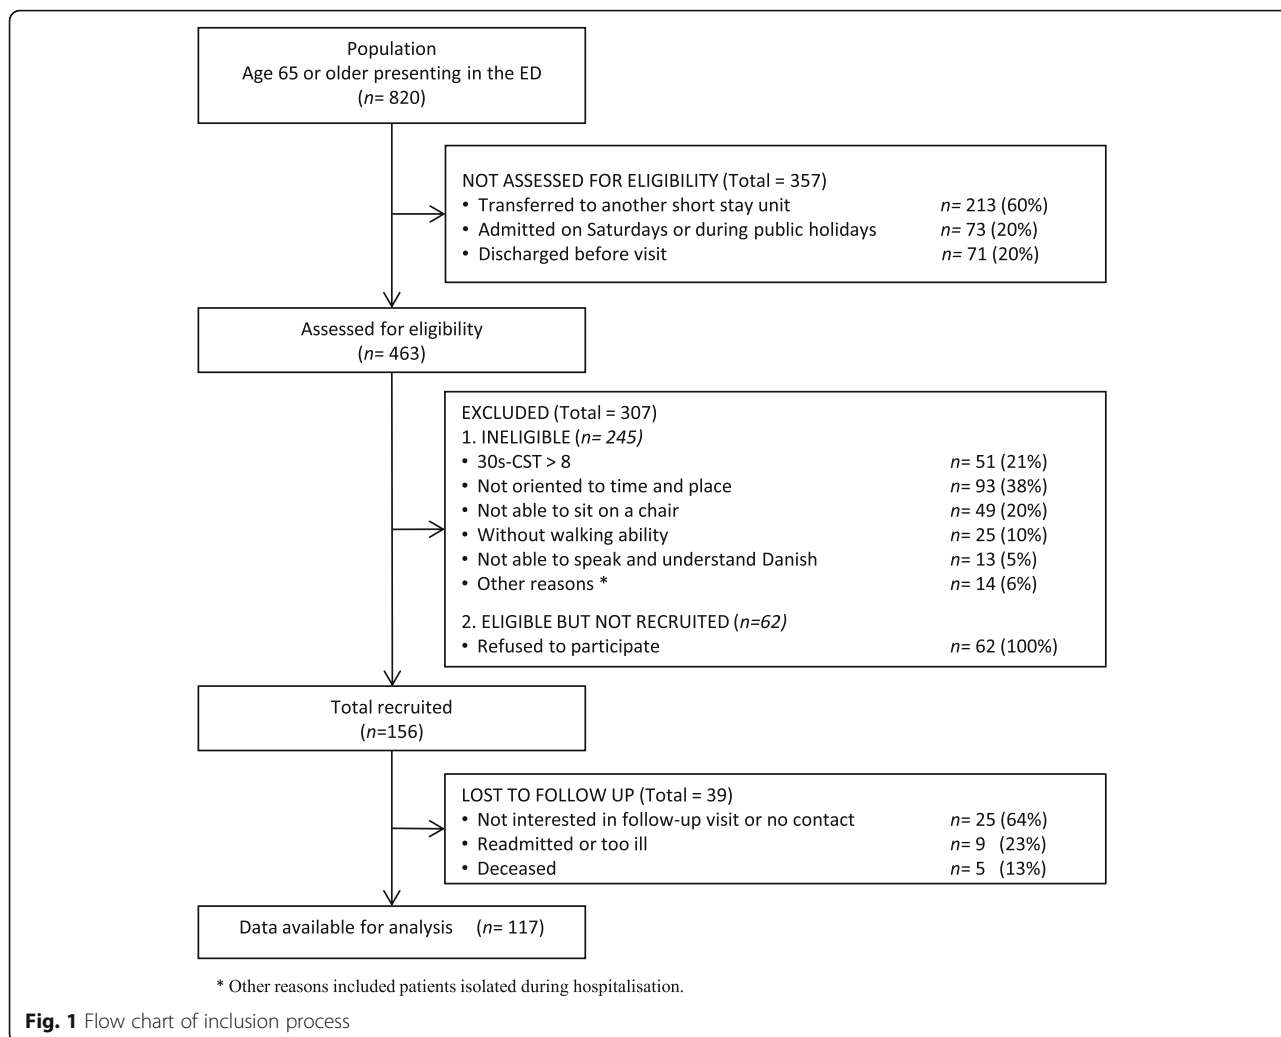 Population
Age 65 or older presenting in the ED
(n= 820)
NOT ASSESSED FOR ELIGIBILITY (Total = 357)
• Transferred to another short stay unit n= 213 (60%)
• Admitted on Saturdays or during public holidays n= 73 (20%)
• Discharged before visit n= 71 (20%)
Assessed for eligibility
(n= 463)
EXCLUDED (Total = 307)
1. INELIGIBLE (n= 245)
• 30s-CST > 8 n= 51 (21%)
• Not oriented to time and place n= 93 (38%)
• Not able to sit on a chair n= 49 (20%)
• Without walking ability n= 25 (10%)
• Not able to speak and understand Danish n= 13 (5%)
• Other reasons * n= 14 (6%)
2. ELIGIBLE BUT NOT RECRUITED (n=62)
• Refused to participate n= 62 (100%)
Total recruited
(n=156)
LOST TO FOLLOW UP (Total = 39)
• Not interested in follow-up visit or no contact n= 25 (64%)
• Readmitted or too ill n= 9 (23%)
• Deceased n= 5 (13%)
Data available for analysis (n= 117)
* Other reasons included patients isolated during hospitalisation.
Fig. 1 Flow chart of inclusion process